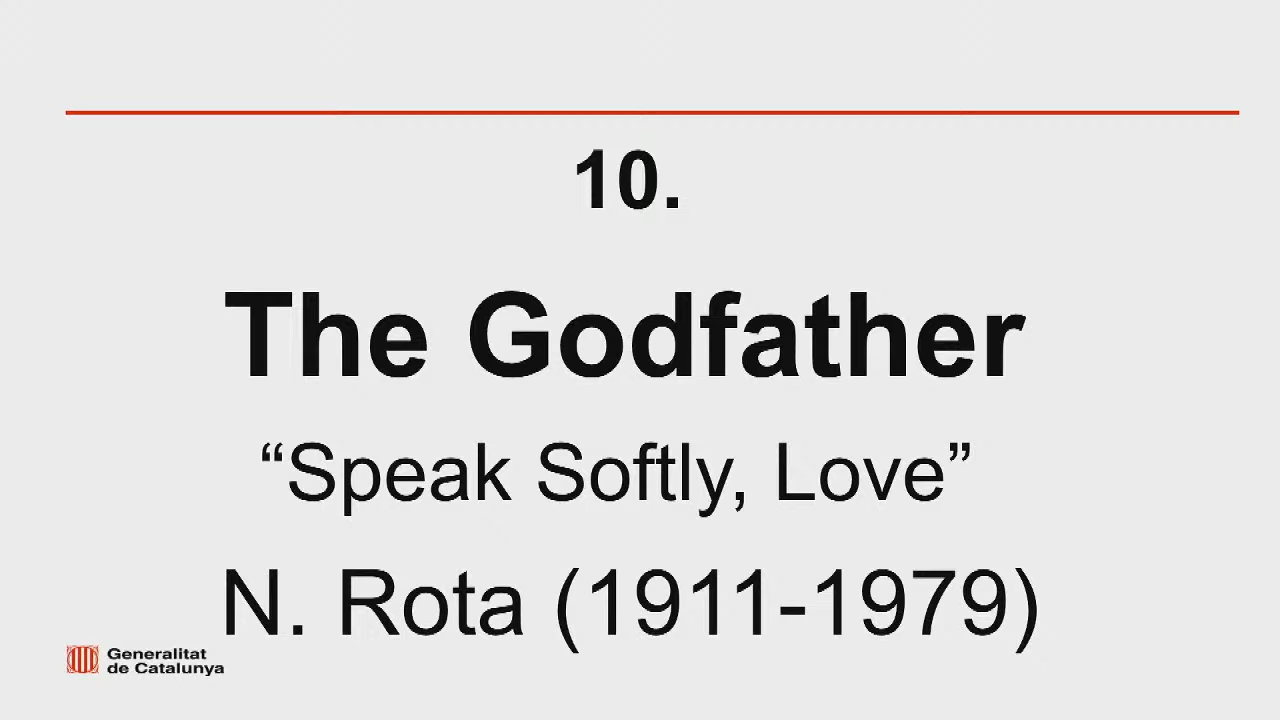 10.
The Godfather
“Speak Softly, Love”
N. Rota (1911-1979)
Generalitat
de Catalunya